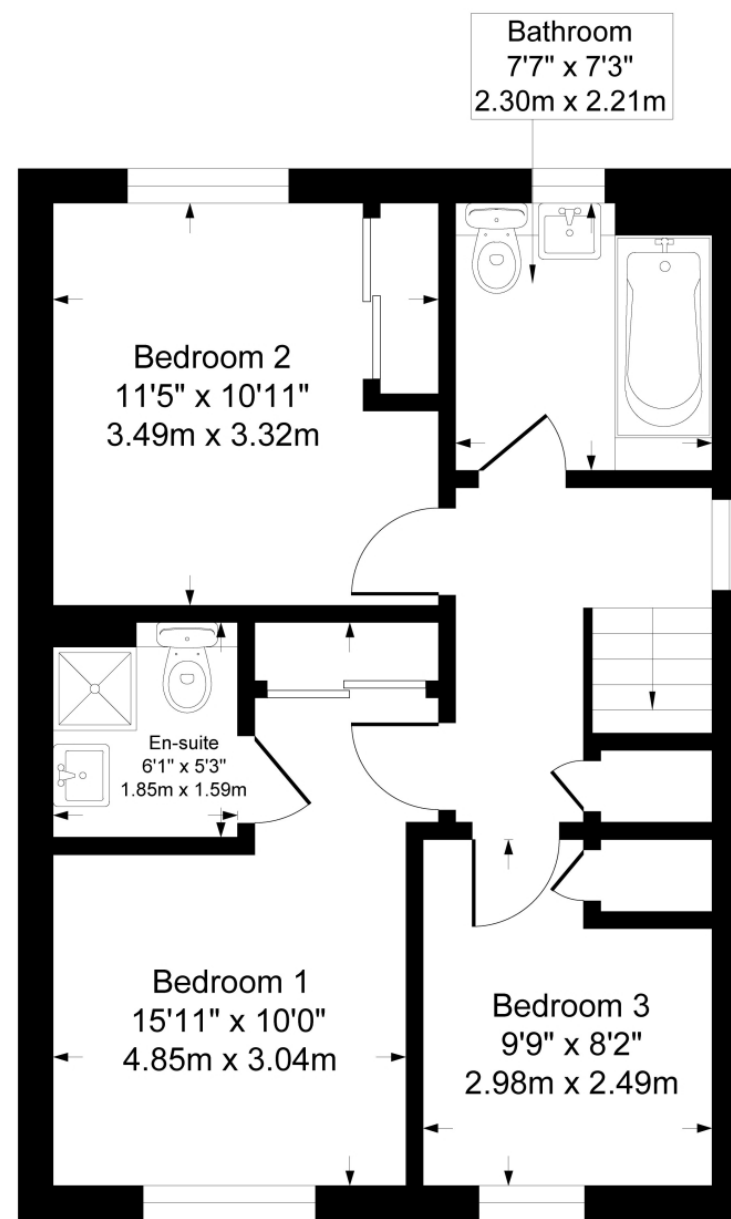 Bathroom
7'7" x 7'3"
2.30m x 2.21m
Bedroom 2
11'5" x 10'11"
3.49m x 3.32m
En-suite
6'1" x 5'3"
1.85m x 1.59m
Bedroom 1
15'11" x 10'0"
4.85m x 3.04m
Bedroom 3
9'9" x 8'2"
2.98m x 2.49m